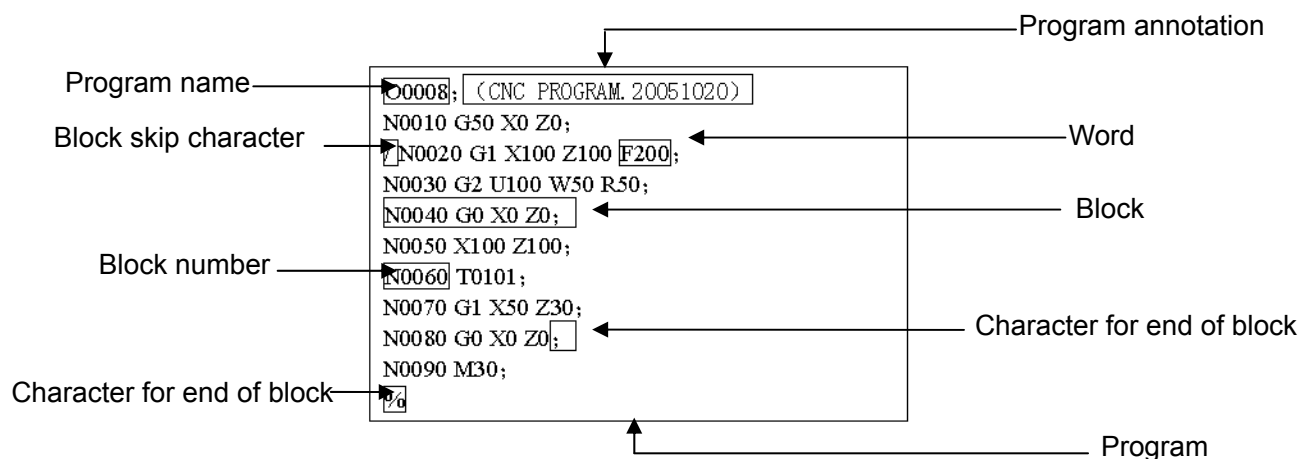 Program annotation
Program name
O0008; (CNC PROGRAM. 20051020)
N0010 G50 X0 Z0;
Block skip character
/ N0020 G1 X100 Z100 F200;
Word
N0030 G2 U100 W50 R50;
N0040 G0 X0 Z0;
Block
N0050 X100 Z100;
Block number
N0060 T0101;
N0070 G1 X50 Z30;
N0080 G0 X0 Z0;
Character for end of block
N0090 M30;
Character for end of block
%
Program